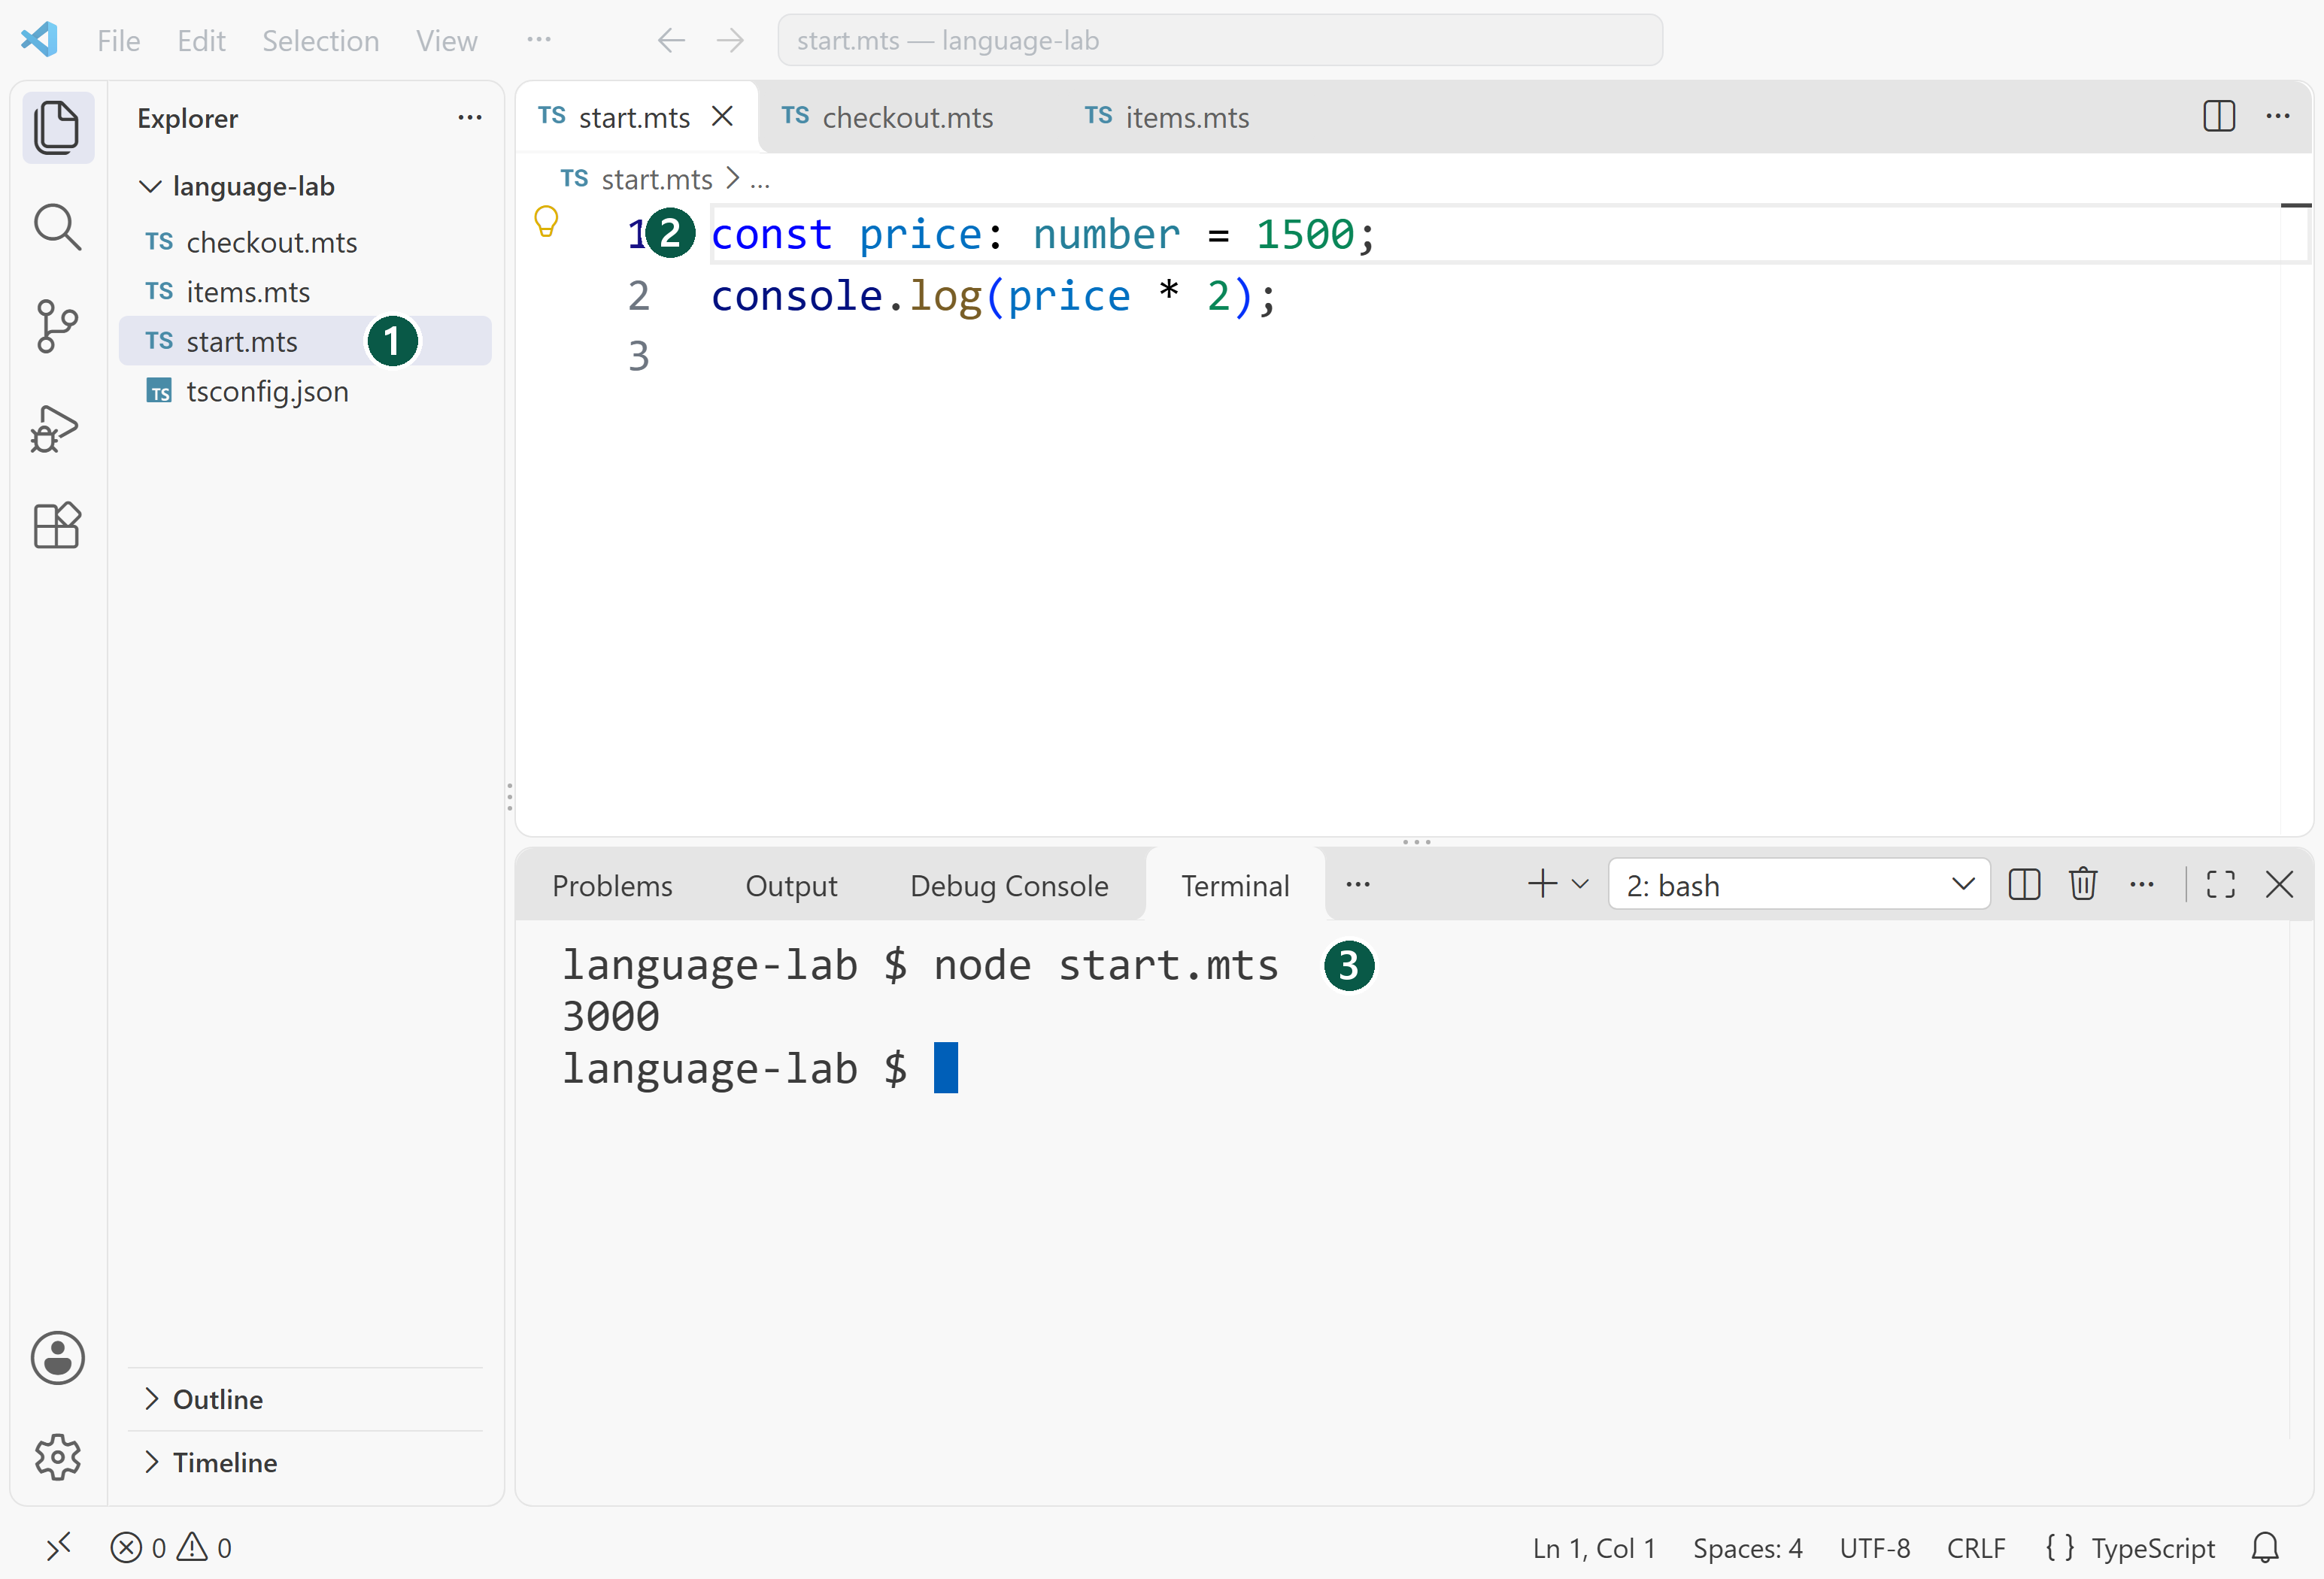 File Edit Selection View ... start.mts — language-lab
Explorer ...
language-lab
TS checkout.mts
TS items.mts
TS start.mts 1
TS tsconfig.json
Outline
Timeline
TS start.mts TS checkout.mts TS items.mts ...
TS start.mts > ...
1 2 const price: number = 1500;
2 console.log(price * 2);
3
Problems Output Debug Console Terminal ... 2: bash ...
language-lab $ node start.mts 3
3000
language-lab $
0 0 Ln 1, Col 1 Spaces: 4 UTF-8 CRLF { } TypeScript